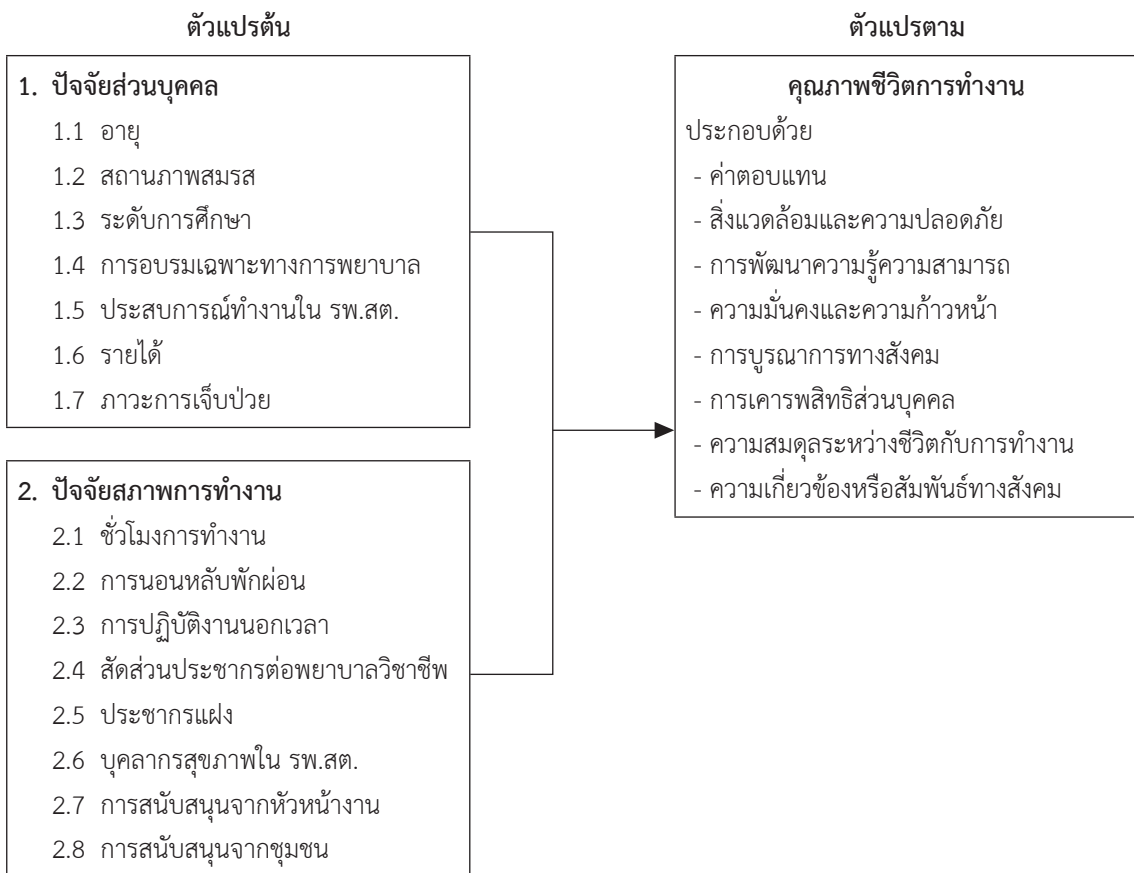 ตัวแปรต้น
1. ปัจจัยส่วนบุคคล
1.1 อายุ
1.2 สถานภาพสมรส
1.3 ระดับการศึกษา
1.4 การอบรมเฉพาะทางการพยาบาล
1.5 ประสบการณ์ทำงานใน รพ.สต.
1.6 รายได้
1.7 ภาวะการเจ็บป่วย
2. ปัจจัยสภาพการทำงาน
2.1 ชั่วโมงการทำงาน
2.2 การนอนหลับพักผ่อน
2.3 การปฏิบัติงานนอกเวลา
2.4 สัดส่วนประชากรต่อพยาบาลวิชาชีพ
2.5 ประชากรแฝง
2.6 บุคลากรสุขภาพใน รพ.สต.
2.7 การสนับสนุนจากหัวหน้างาน
2.8 การสนับสนุนจากชุมชน
ตัวแปรตาม
คุณภาพชีวิตการทำงาน
ประกอบด้วย
- ค่าตอบแทน
- สิ่งแวดล้อมและความปลอดภัย
- การพัฒนาความรู้ความสามารถ
- ความมั่นคงและความก้าวหน้า
- การบูรณาการทางสังคม
- การเคารพสิทธิส่วนบุคคล
- ความสมดุลระหว่างชีวิตกับการทำงาน
- ความเกี่ยวข้องหรือสัมพันธ์ทางสังคม